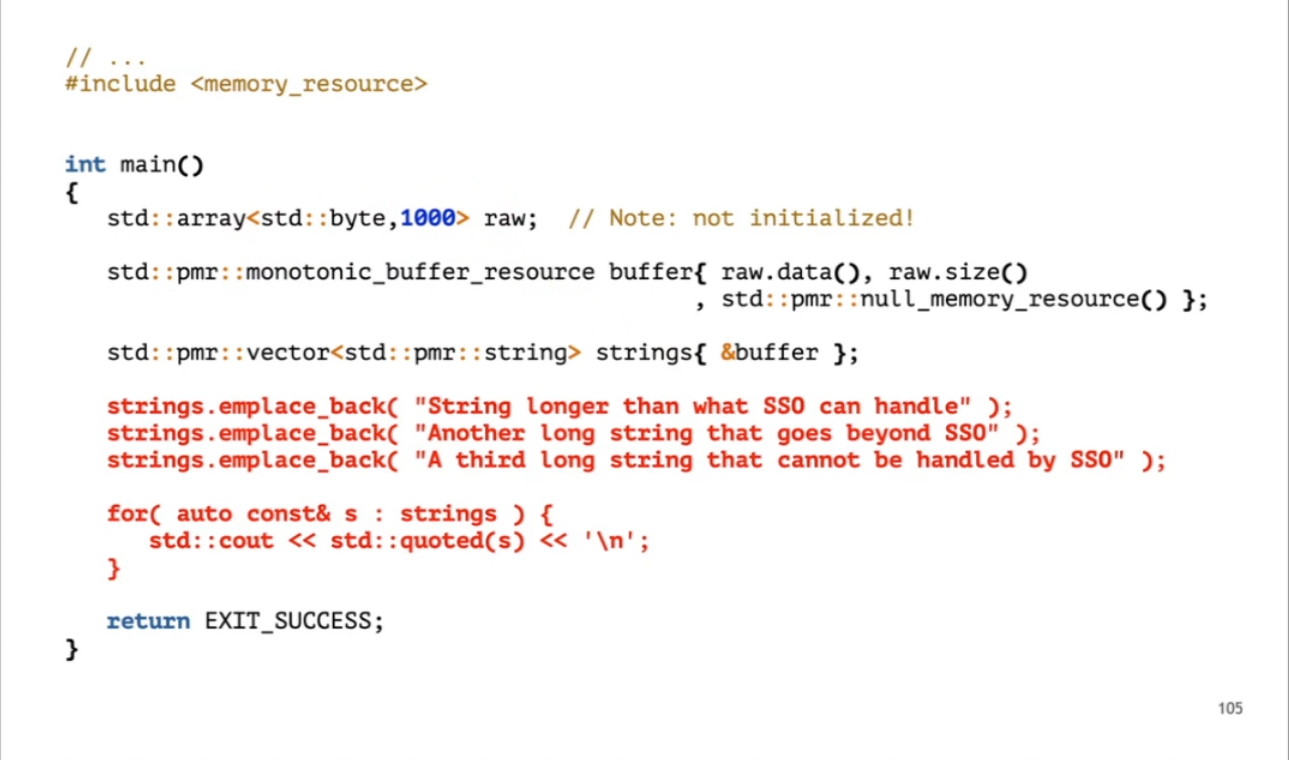 // ...
#include <memory_resource>
int main()
{
std::array<std::byte,1000> raw; // Note: not initialized!
std::pmr::monotonic_buffer_resource buffer{ raw.data(), raw.size()
, std::pmr::null_memory_resource() };
std::pmr::vector<std::pmr::string> strings{ &buffer };
strings.emplace_back( "String longer than what SSO can handle" );
strings.emplace_back( "Another long string that goes beyond SSO" );
strings.emplace_back( "A third long string that cannot be handled by SSO" );
for( auto const& s : strings ) {
std::cout << std::quoted(s) << '\n';
}
return EXIT_SUCCESS;
}
105